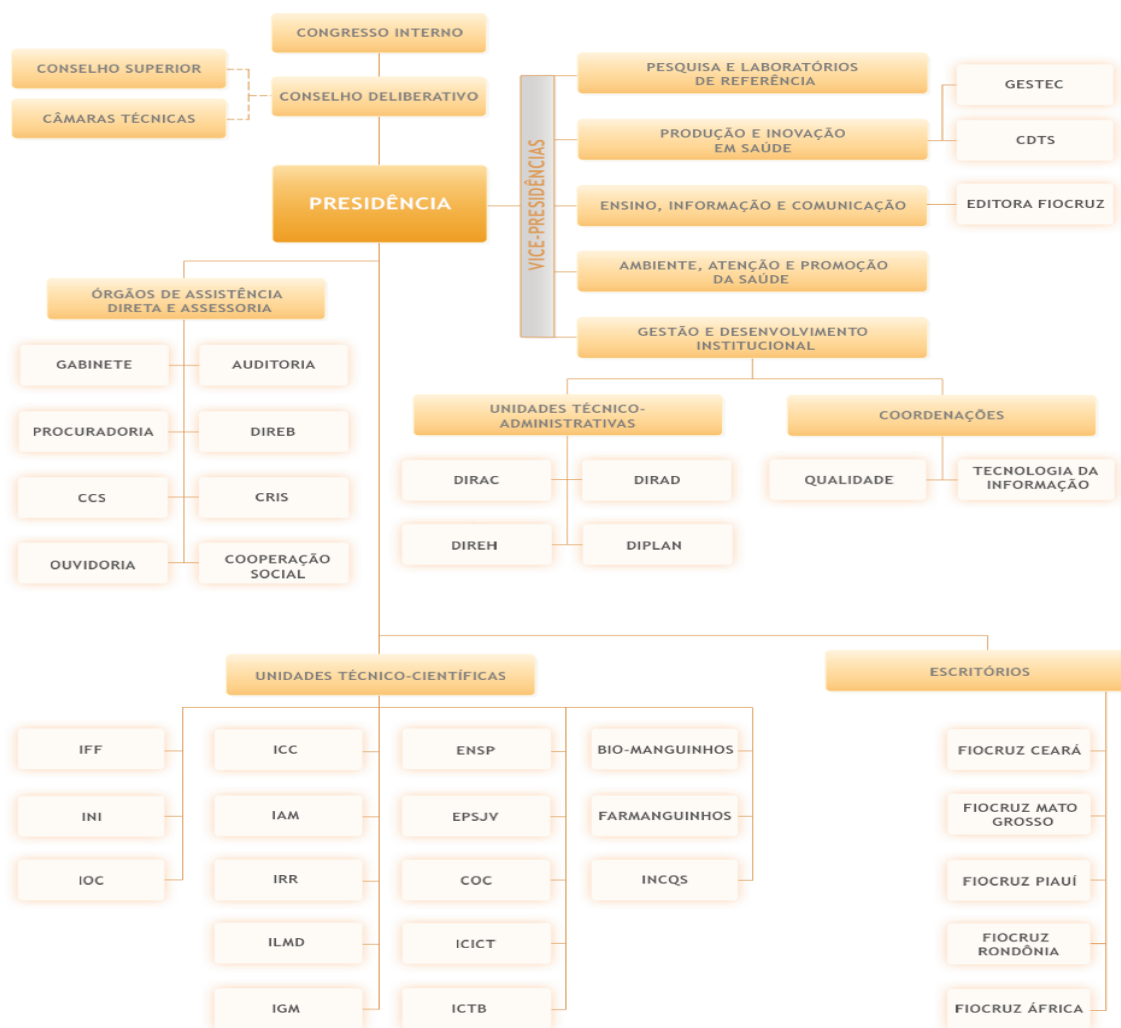 CONGRESSO INTERNO
CONSELHO SUPERIOR
CONSELHO DELIBERATIVO
CÂMARAS TÉCNICAS
PRESIDÊNCIA
VICE-PRESIDÊNCIAS
PESQUISA E LABORATÓRIOS
DE REFERÊNCIA
PRODUÇÃO E INOVAÇÃO
EM SAÚDE
GESTEC
CDTS
ENSINO, INFORMAÇÃO E COMUNICAÇÃO
EDITORA FIOCRUZ
AMBIENTE, ATENÇÃO E PROMOÇÃO
DA SAÚDE
GESTÃO E DESENVOLVIMENTO
INSTITUCIONAL
ÓRGÃOS DE ASSISTÊNCIA
DIRETA E ASSESSORIA
GABINETE
AUDITORIA
PROCURADORIA
DIREB
CCS
CRIS
OUVIDORIA
COOPERAÇÃO
SOCIAL
UNIDADES TÉCNICO-
ADMINISTRATIVAS
DIRAC
DIRAD
DIREH
DIPLAN
COORDENAÇÕES
QUALIDADE
TECNOLOGIA DA
INFORMAÇÃO
UNIDADES TÉCNICO-CIENTÍFICAS
IFF
INI
IOC
ICC
IAM
IRR
ILMD
IGM
ENSP
EPSJV
COC
ICICT
ICTB
BIO-MANGUINHOS
FARMANGUINHOS
INCQS
ESCRITÓRIOS
FIOCRUZ CEARÁ
FIOCRUZ MATO
GROSSO
FIOCRUZ PIAUÍ
FIOCRUZ
RONDÔNIA
FIOCRUZ ÁFRICA